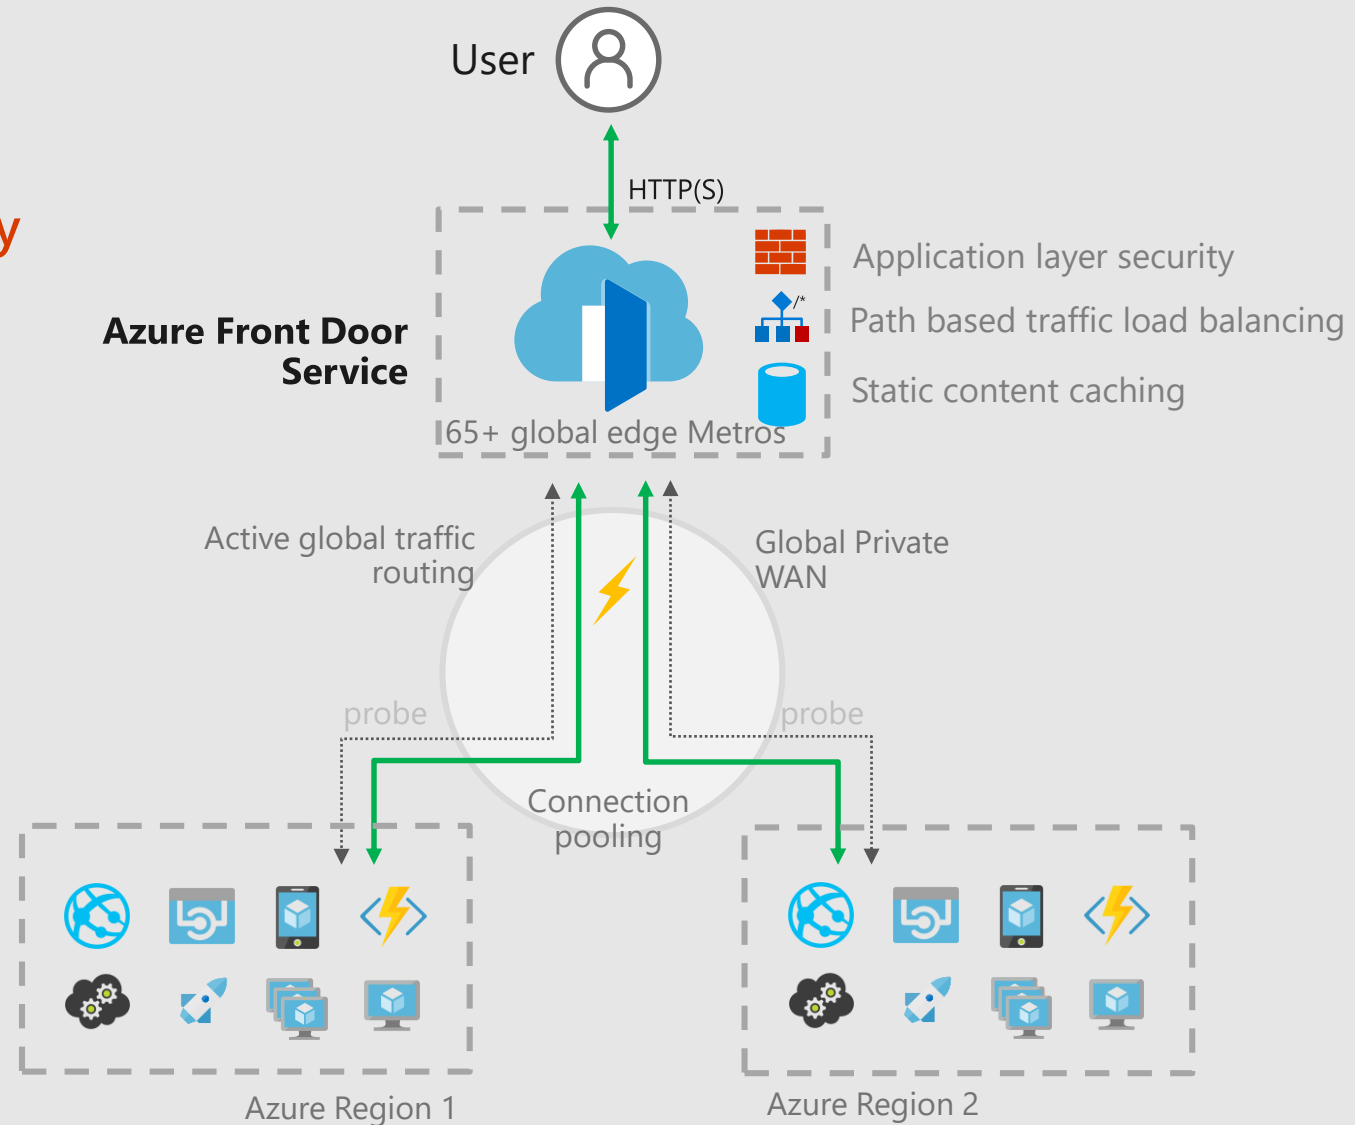 User
HTTP(S)
y
Azure Front Door
Service
/*
Application layer security
Path based traffic load balancing
Static content caching
65+ global edge Metros
Active global traffic
routing
Global Private
WAN
probe
probe
Connection
pooling
Azure Region 1
Azure Region 2